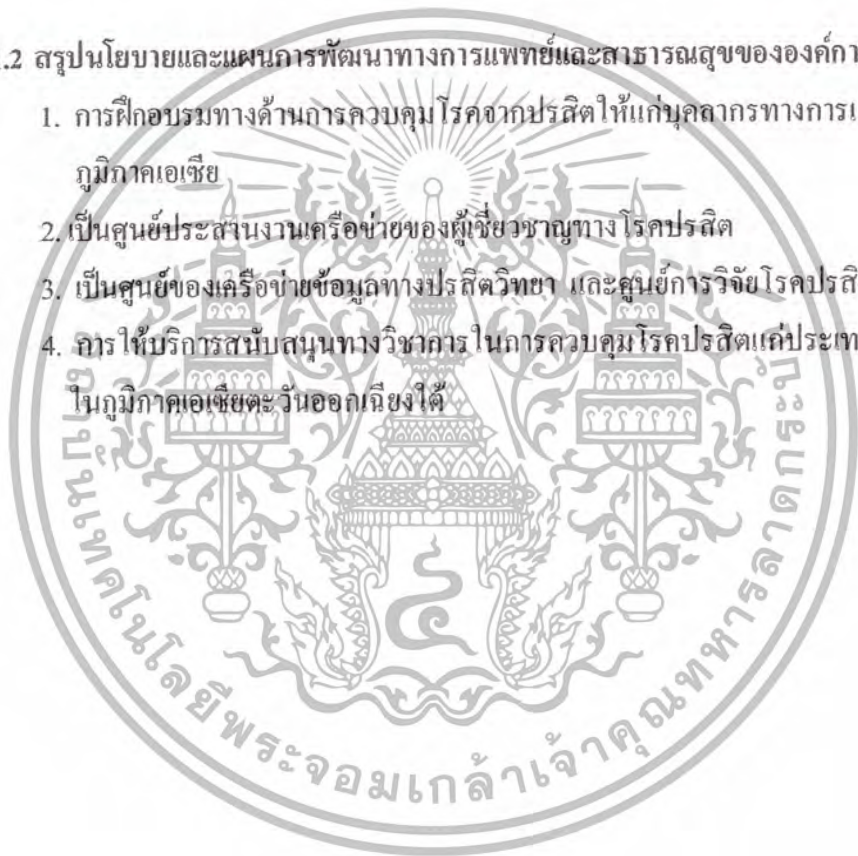 .2 สรุปนโยบายและแผนการพัฒนาทางการแพทย์และสาธารณสุขขององค์กา
1. การฝึกอบรมทางด้านการควบคุมโรคจากปรสิตให้แก่บุคลากรทางการแ
ภูมิภาคเอเซีย
2. เป็นศูนย์ประสานงานเครือข่ายของผู้เชี่ยวชาญทางโรคปรสิต
3. เป็นศูนย์ของเครือข่ายข้อมูลทางปรสิตวิทยา และศูนย์การวิจัยโรคปรสิ
4. การให้บริการสนับสนุนทางวิชาการในการควบคุมโรคปรสิตแก่ประเท
ในภูมิภาคเอเซียตะวันออกเฉียงใต้
สถาบันเทคโนโลยีพระจอมเกล้าเจ้าคุณทหารลาดกระบัง